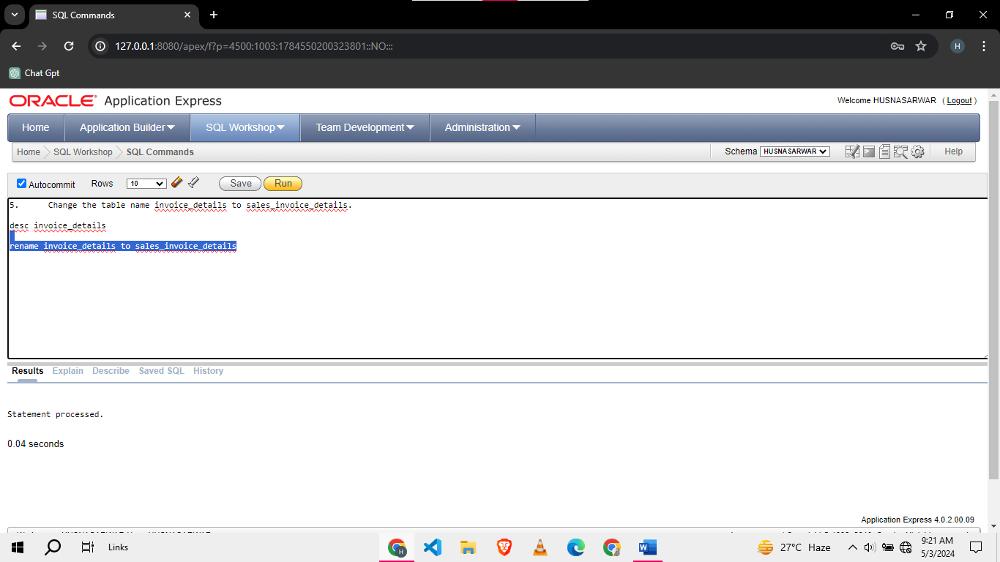 SQL Commands
127.0.0.1:8080/apex/f?p=4500:1003:1784550200323801::NO:::
H
Chat Gpt
ORACLE Application Express
Welcome HUSNASARWAR ( Logout )
Home Application Builder SQL Workshop Team Development Administration
Home SQL Workshop SQL Commands Schema HUSNASARWAR Help
Autocommit Rows 10 Save Run
5. Change the table name invoice_details to sales_invoice_details.
desc invoice_details
rename invoice_details to sales_invoice_details
Results Explain Describe Saved SQL History
Statement processed.
0.04 seconds
Application Express 4.0.2.00.09
Links H 27°C Haze 9:21 AM
5/3/2024